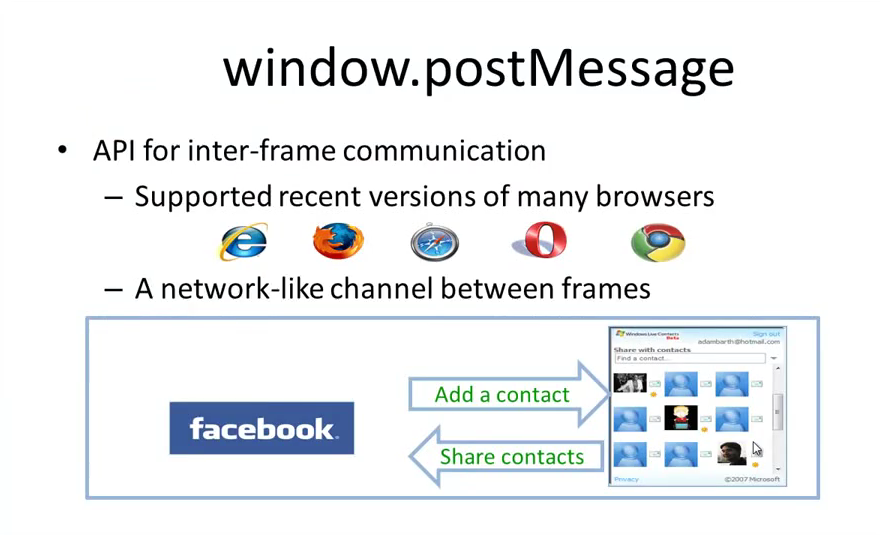 window.postMessage
• API for inter-frame communication
– Supported recent versions of many browsers
– A network-like channel between frames
facebook.
Add a contact
Share contacts
Windows Live Contacts
Beta
Sign out
adambarth@hotmail.com
Share with contacts
Find a contact...
Privacy
©2007 Microsoft